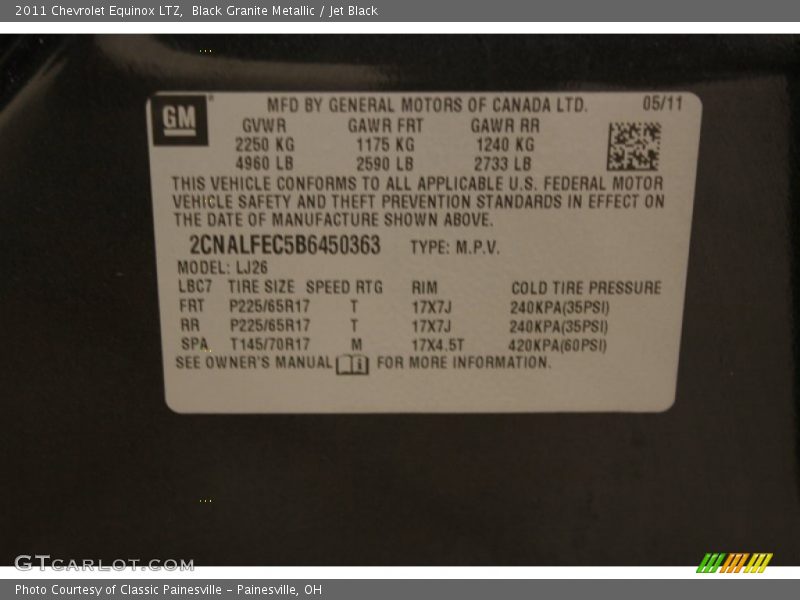 2011 Chevrolet Equinox LTZ, Black Granite Metallic / Jet Black
GM
MFD BY GENERAL MOTORS OF CANADA LTD. 05/11
GVWR GAWR FRT GAWR RR
2250 KG 1175 KG 1240 KG
4960 LB 2590 LB 2733 LB
THIS VEHICLE CONFORMS TO ALL APPLICABLE U.S. FEDERAL MOTOR
VEHICLE SAFETY AND THEFT PREVENTION STANDARDS IN EFFECT ON
THE DATE OF MANUFACTURE SHOWN ABOVE.
2CNALFEC5B6450363 TYPE: M.P.V.
MODEL: LJ26
LBC7 TIRE SIZE SPEED RTG RIM COLD TIRE PRESSURE
FRT P225/65R17 T 17X7J 240KPA(35PSI)
RR P225/65R17 T 17X7J 240KPA(35PSI)
SPA T145/70R17 M 17X4.5T 420KPA(60PSI)
SEE OWNER'S MANUAL FOR MORE INFORMATION.
GTCARLOT.COM
Photo Courtesy of Classic Painesville - Painesville, OH